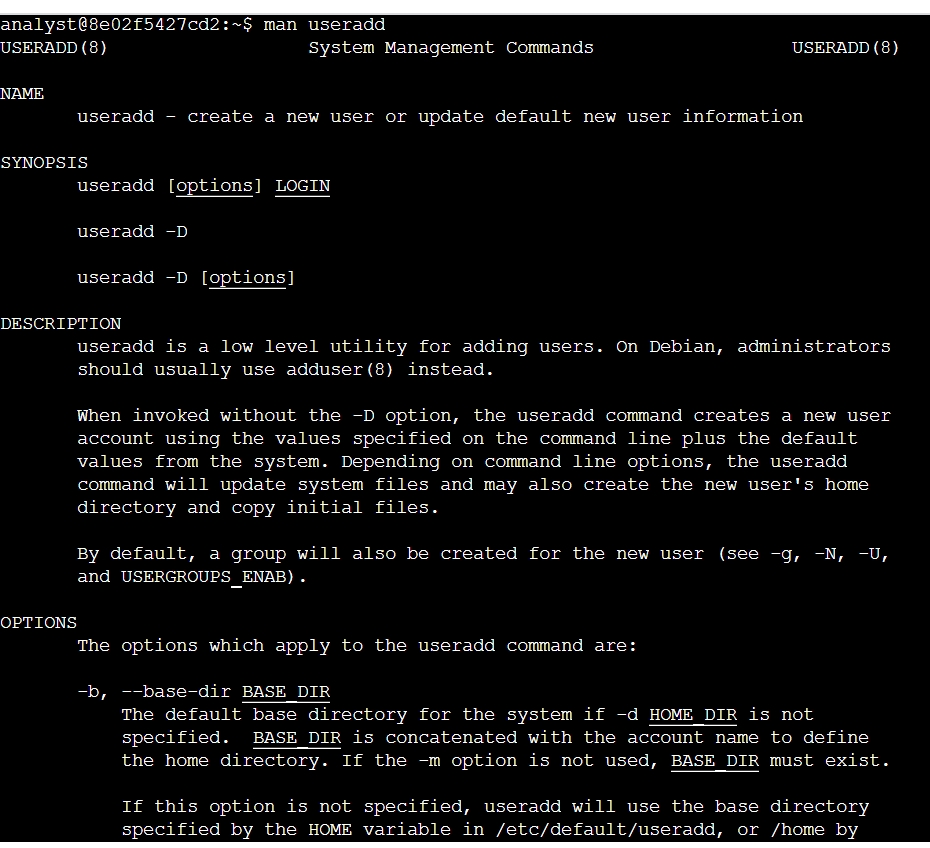 analyst@8e02f5427cd2:~$ man useradd
USERADD(8) System Management Commands USERADD(8)
NAME
useradd - create a new user or update default new user information
SYNOPSIS
useradd [options] LOGIN
useradd -D
useradd -D [options]
DESCRIPTION
useradd is a low level utility for adding users. On Debian, administrators
should usually use adduser(8) instead.
When invoked without the -D option, the useradd command creates a new user
account using the values specified on the command line plus the default
values from the system. Depending on command line options, the useradd
command will update system files and may also create the new user's home
directory and copy initial files.
By default, a group will also be created for the new user (see -g, -N, -U,
and USERGROUPS_ENAB).
OPTIONS
The options which apply to the useradd command are:
-b, --base-dir BASE_DIR
The default base directory for the system if -d HOME_DIR is not
specified. BASE_DIR is concatenated with the account name to define
the home directory. If the -m option is not used, BASE_DIR must exist.
If this option is not specified, useradd will use the base directory
specified by the HOME variable in /etc/default/useradd, or /home by